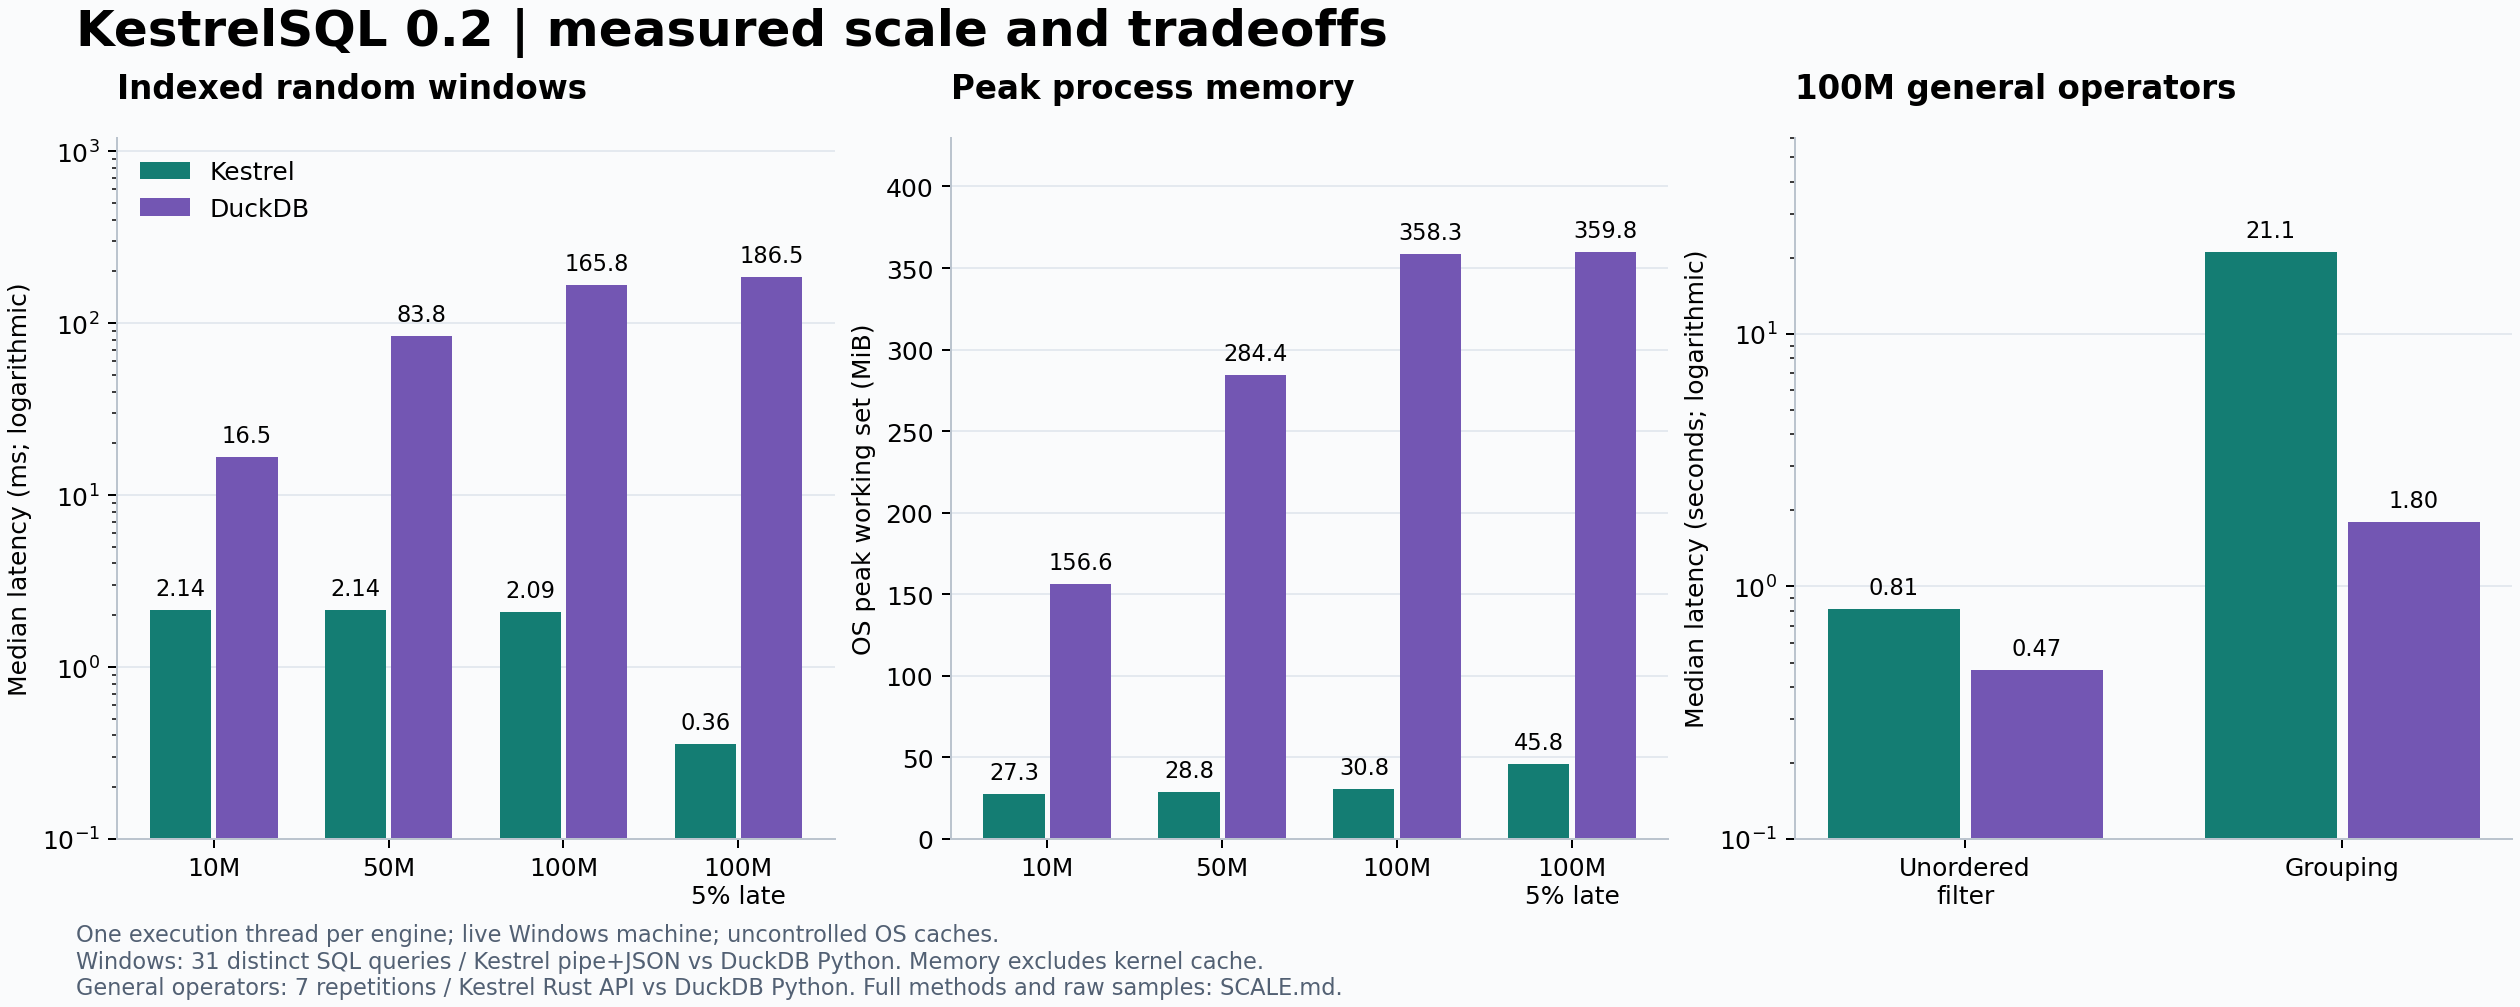 KestrelSQL 0.2 | measured scale and tradeoffs
Indexed random windows
Median latency (ms; logarithmic)
10³
10²
10¹
10⁰
10⁻¹
Kestrel
DuckDB
2.14
16.5
2.14
83.8
2.09
165.8
0.36
186.5
10M
50M
100M
100M
5% late
Peak process memory
OS peak working set (MiB)
400
350
300
250
200
150
100
50
0
27.3
156.6
28.8
284.4
30.8
358.3
45.8
359.8
10M
50M
100M
100M
5% late
100M general operators
Median latency (seconds; logarithmic)
10¹
10⁰
10⁻¹
0.81
0.47
21.1
1.80
Unordered
filter
Grouping
One execution thread per engine; live Windows machine; uncontrolled OS caches.
Windows: 31 distinct SQL queries / Kestrel pipe+JSON vs DuckDB Python. Memory excludes kernel cache.
General operators: 7 repetitions / Kestrel Rust API vs DuckDB Python. Full methods and raw samples: SCALE.md.